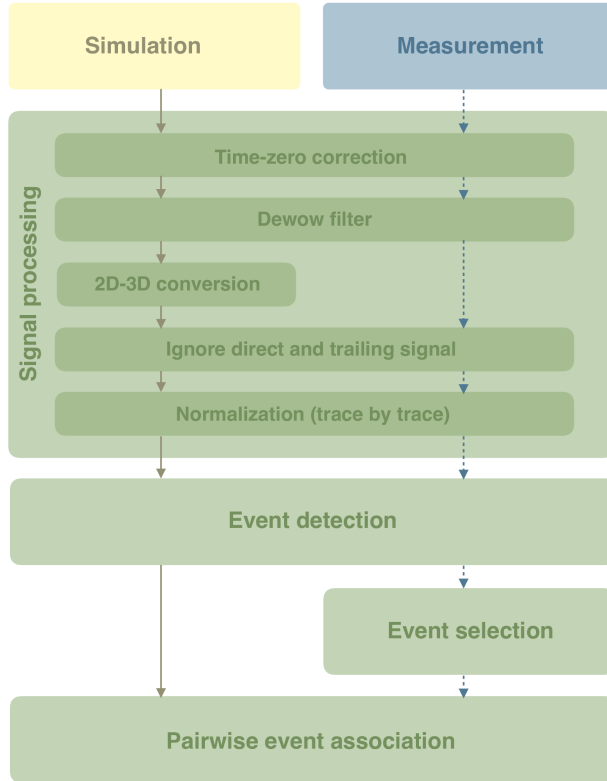 Simulation
Measurement
Signal processing
Time-zero correction
Dewow filter
2D-3D conversion
Ignore direct and trailing signal
Normalization (trace by trace)
Event detection
Event selection
Pairwise event association